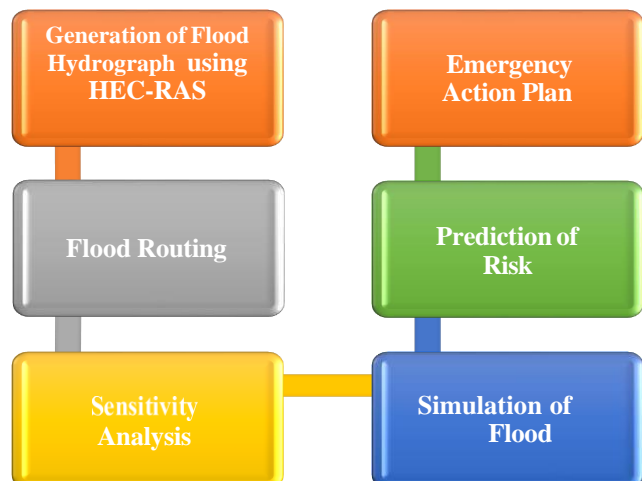 Generation of Flood
Hydrograph using
HEC-RAS
Flood Routing
Sensitivity
Analysis
Simulation of
Flood
Prediction of
Risk
Emergency
Action Plan